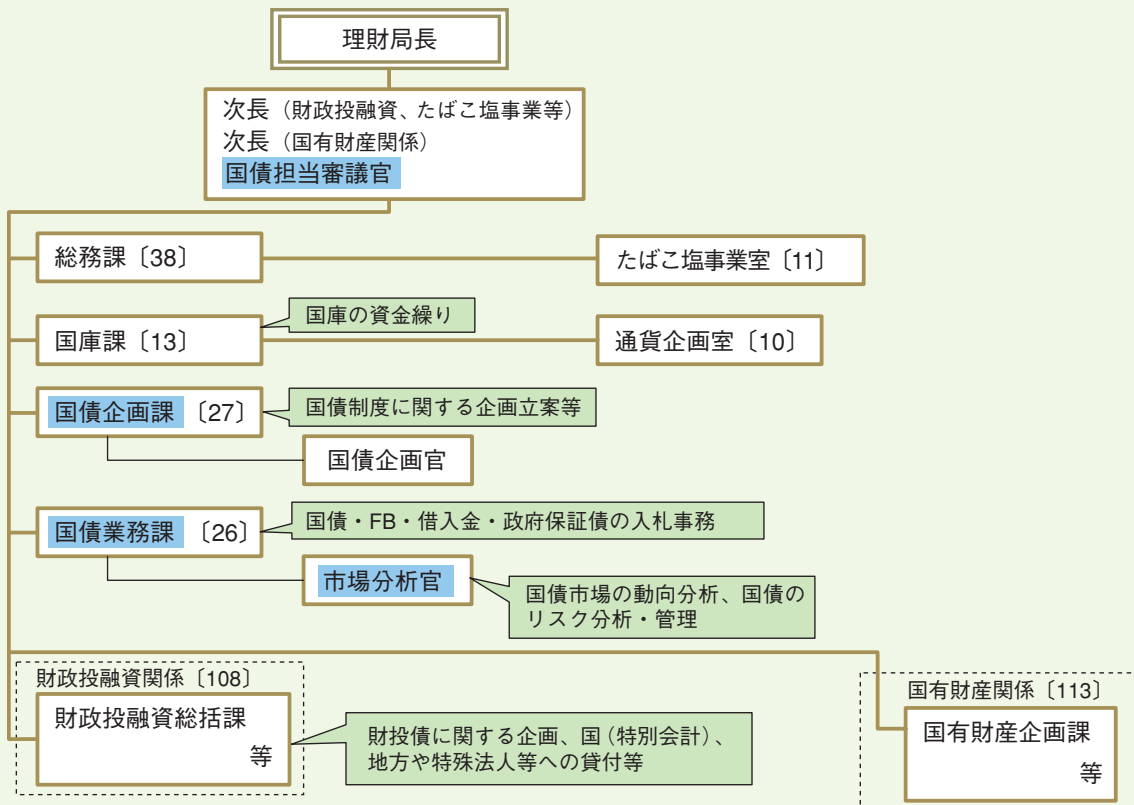 理財局長
次長（財政投融資、たばこ塩事業等）
次長（国有財産関係）
国債担当審議官
総務課〔38〕
たばこ塩事業室〔11〕
国庫の資金繰り
国庫課〔13〕
通貨企画室〔10〕
国債企画課〔27〕
国債制度に関する企画立案等
国債企画官
国債業務課〔26〕
国債・FB・借入金・政府保証債の入札事務
市場分析官
国債市場の動向分析、国債の
リスク分析・管理
財政投融資関係〔108〕
財政投融資総括課
等
財投債に関する企画、国（特別会計）、
地方や特殊法人等への貸付等
国有財産関係〔113〕
国有財産企画課
等